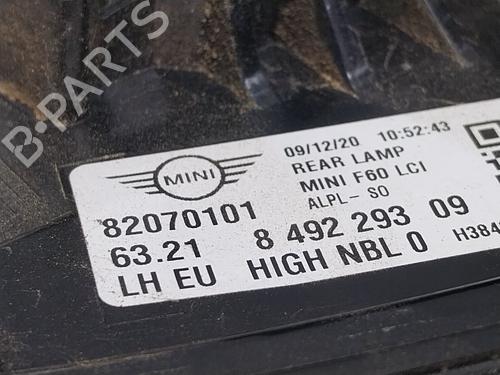 B-PARTS
MINI
09/12/20 10:52:43
REAR LAMP
MINI F60 LCI
ALPL- SO
82070101
63.21 8 492 293 09
LH EU HIGH NBL 0 H384